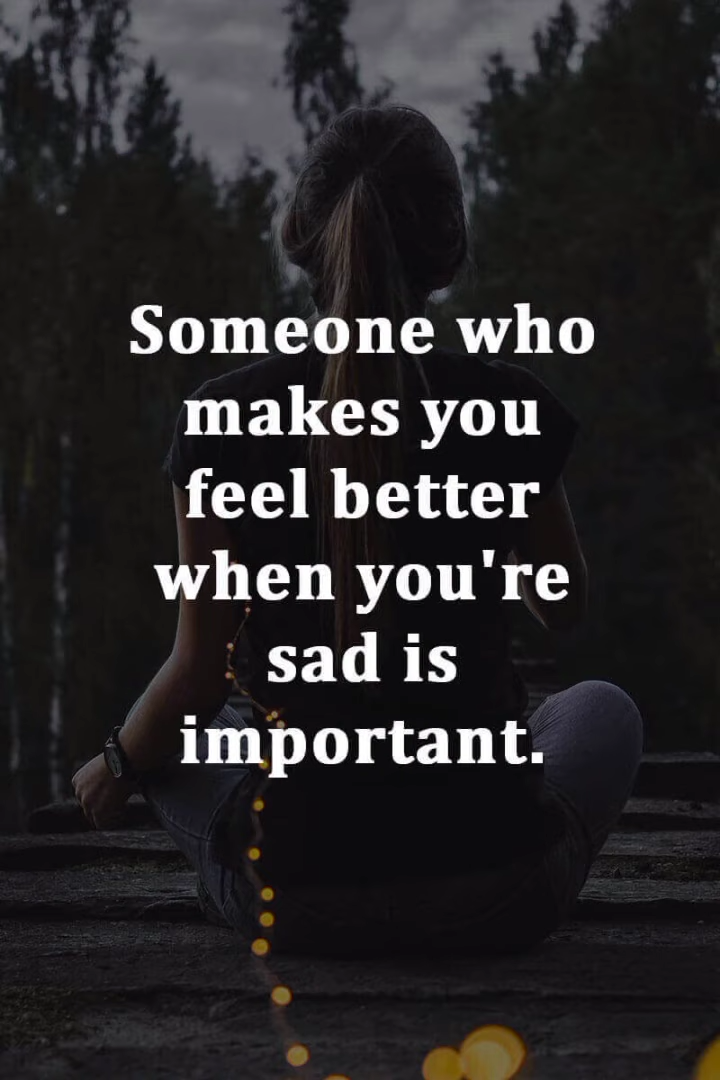 Someone who
makes you
feel better
when you're
sad is
important.